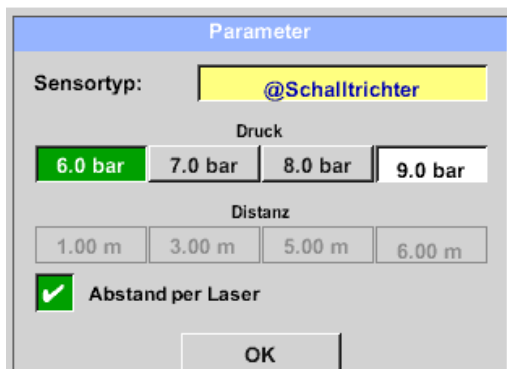 Parameter
Sensortyp: @Schalltrichter
Druck
6.0 bar 7.0 bar 8.0 bar 9.0 bar
Distanz
1.00 m 3.00 m 5.00 m 6.00 m
Abstand per Laser
OK